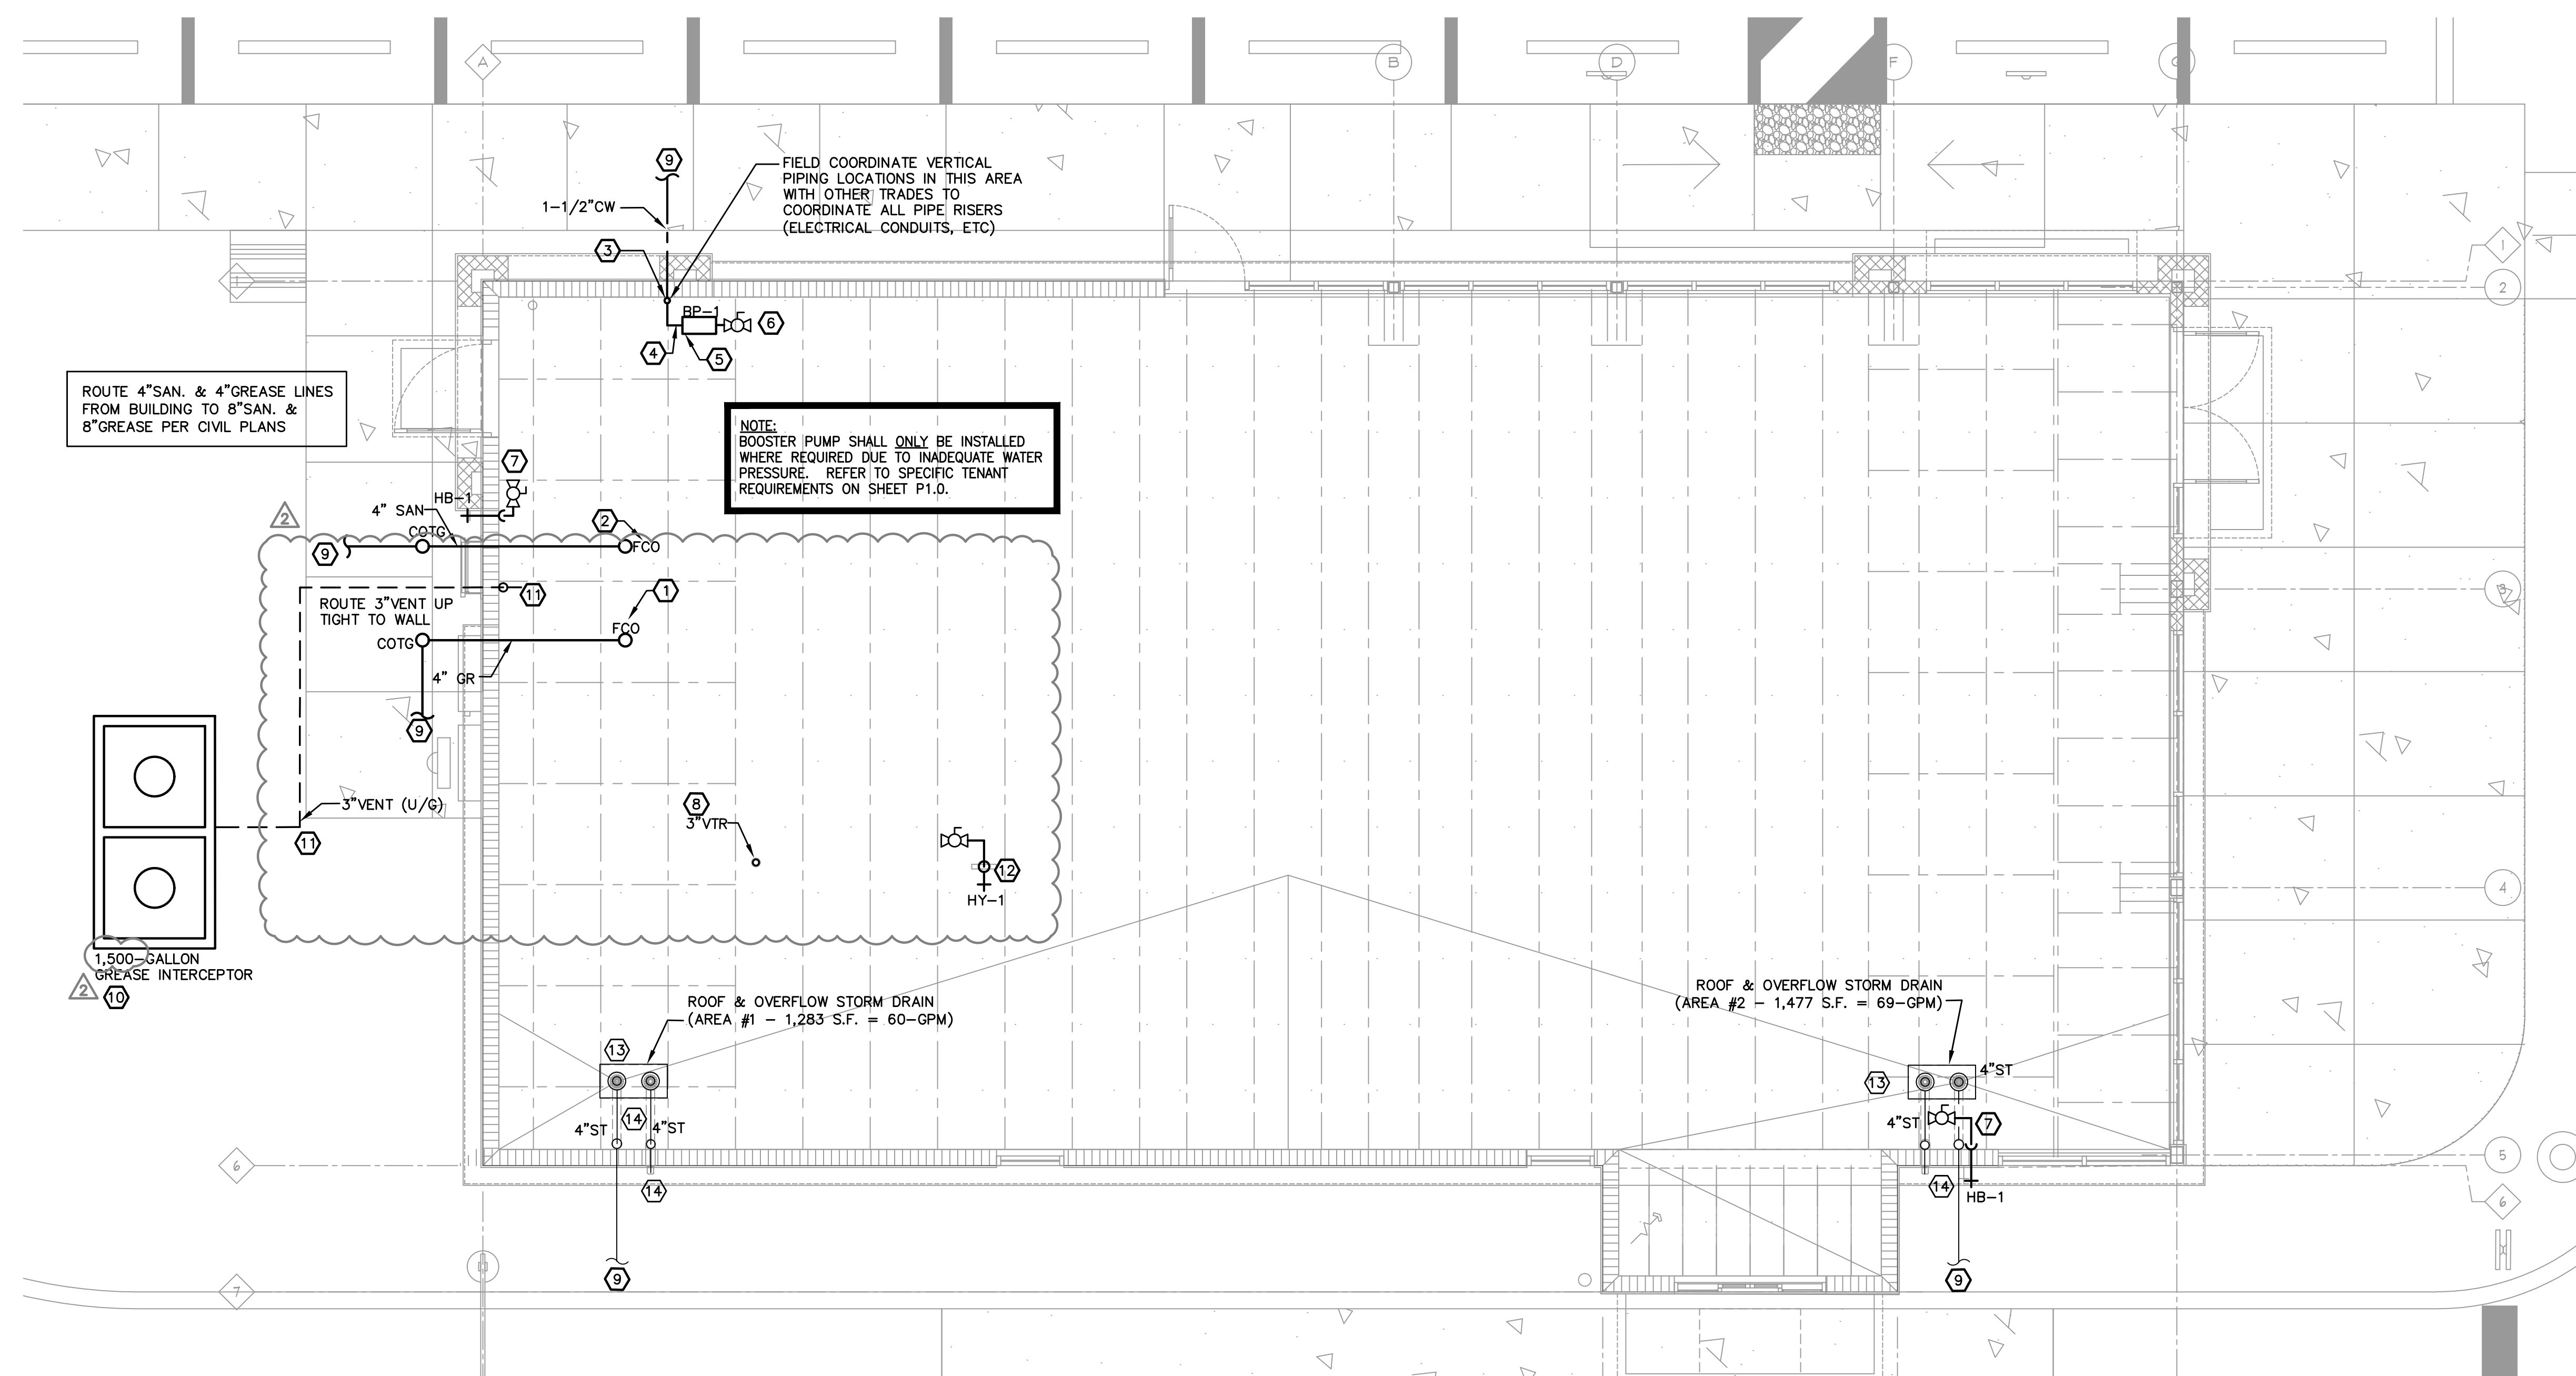 A
B
D
F
9
FIELD COORDINATE VERTICAL
PIPING LOCATIONS IN THIS AREA
WITH OTHER TRADES TO
COORDINATE ALL PIPE RISERS
(ELECTRICAL CONDUITS, ETC)
1-1/2"CW
3
1
1
2
BP-1
6
4
5
ROUTE 4"SAN. & 4"GREASE LINES
FROM BUILDING TO 8"SAN. &
8"GREASE PER CIVIL PLANS
NOTE:
BOOSTER PUMP SHALL ONLY BE INSTALLED
WHERE REQUIRED DUE TO INADEQUATE WATER
PRESSURE. REFER TO SPECIFIC TENANT
REQUIREMENTS ON SHEET P1.0.
7
HB-1
4" SAN
2
COTG
2
9
FCO
11
1
3
ROUTE 3"VENT UP
TIGHT TO WALL
FCO
COTG
4" GR
9
3"VENT (U/G)
11
8
3"VTR
12
HY-1
4
1,500-GALLON
GREASE INTERCEPTOR
2
10
ROOF & OVERFLOW STORM DRAIN
(AREA #1 - 1,283 S.F. = 60-GPM)
ROOF & OVERFLOW STORM DRAIN
(AREA #2 - 1,477 S.F. = 69-GPM)
13
13
4"ST
14
4"ST
4"ST
4"ST
7
6
5
14
14
HB-1
6
9
9
7